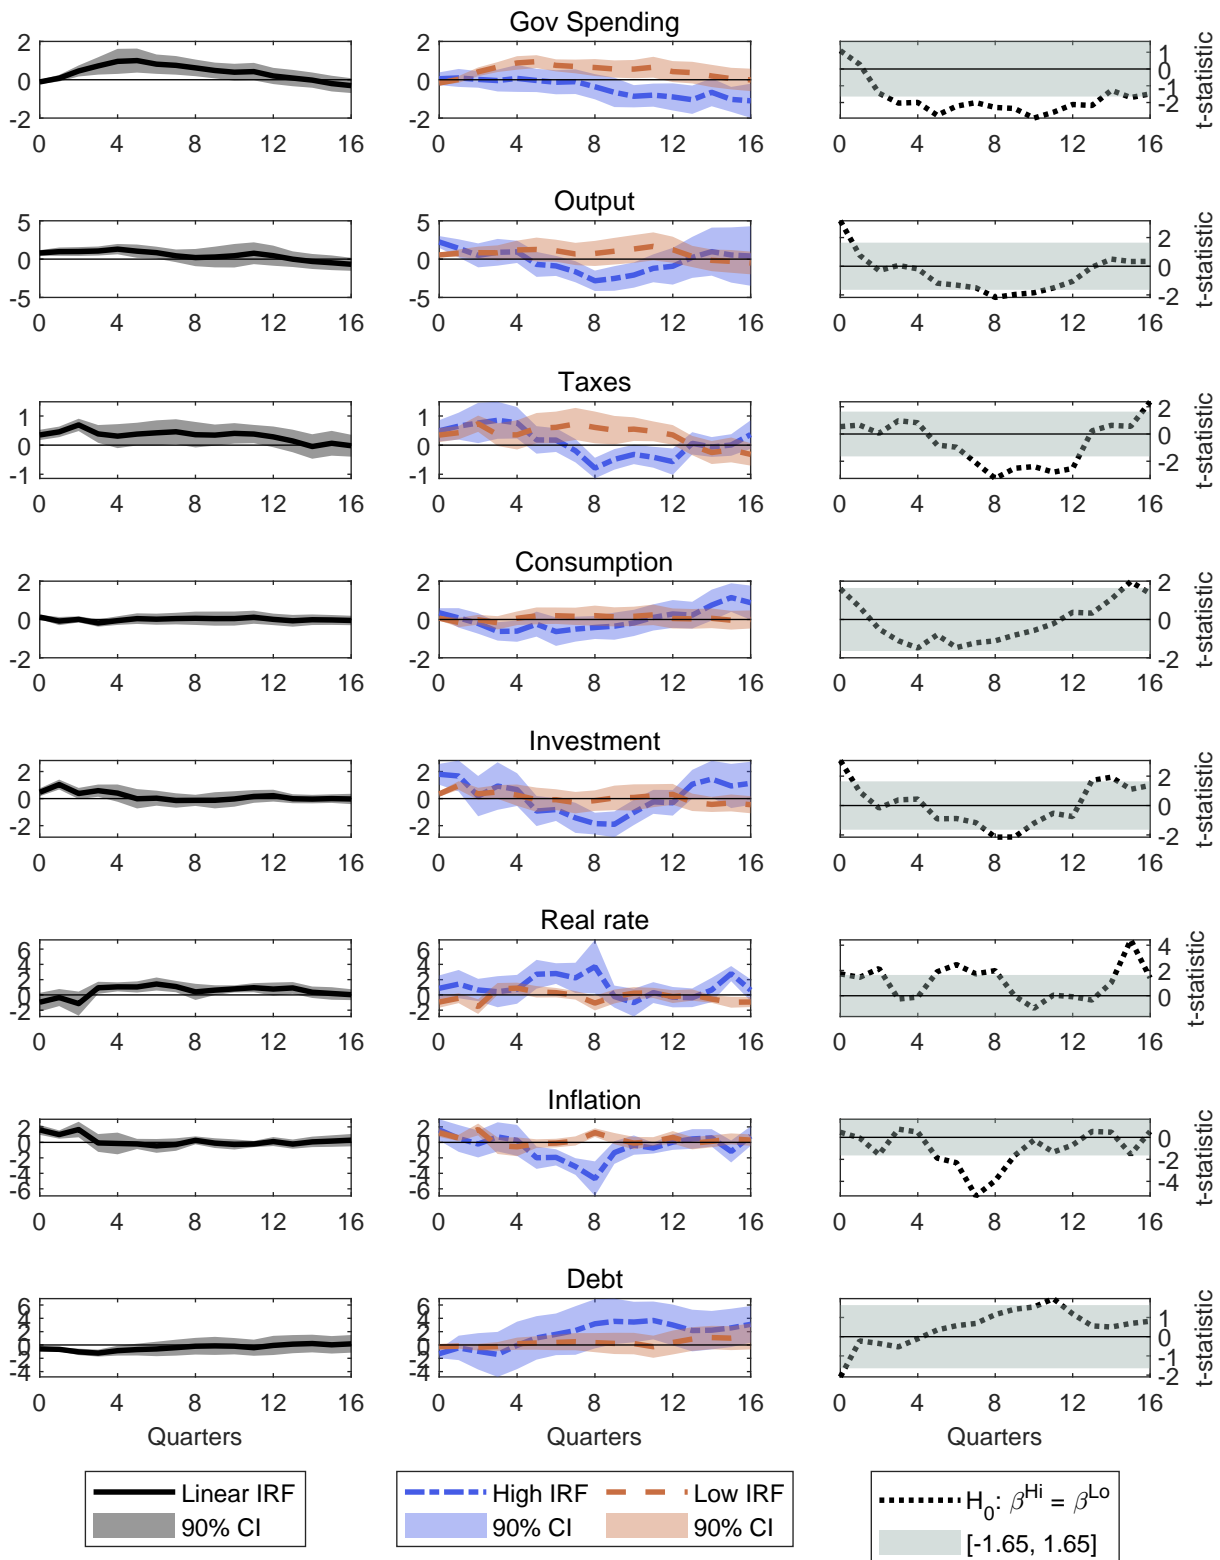 Gov Spending
2
0
-2
0 4 8 12 16
2
0
-2
0 4 8 12 16
1
0
-1
-2
0 4 8 12 16
t-statistic
Output
5
0
-5
0 4 8 12 16
5
0
-5
0 4 8 12 16
2
0
-2
0 4 8 12 16
t-statistic
Taxes
1
0
-1
0 4 8 12 16
1
0
-1
0 4 8 12 16
2
0
-2
0 4 8 12 16
t-statistic
Consumption
2
0
-2
0 4 8 12 16
2
0
-2
0 4 8 12 16
2
0
-2
0 4 8 12 16
t-statistic
Investment
2
0
-2
0 4 8 12 16
2
0
-2
0 4 8 12 16
2
0
-2
0 4 8 12 16
t-statistic
Real rate
6
4
2
0
-2
0 4 8 12 16
6
4
2
0
-2
0 4 8 12 16
4
2
0
0 4 8 12 16
t-statistic
Inflation
2
0
-2
-4
-6
0 4 8 12 16
2
0
-2
-4
-6
0 4 8 12 16
0
-2
-4
0 4 8 12 16
t-statistic
Debt
6
4
2
0
-2
-4
0 4 8 12 16
Quarters
6
4
2
0
-2
-4
0 4 8 12 16
Quarters
1
0
-1
-2
0 4 8 12 16
t-statistic
Linear IRF
90% CI
High IRF Low IRF
90% CI 90% CI
H₀: βᴴⁱ = βᴸᵒ
[-1.65, 1.65]